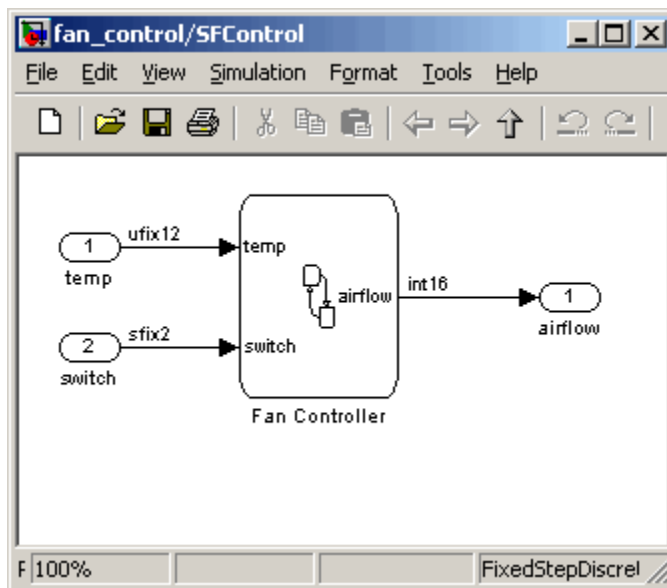 fan_control/SFControl
File Edit View Simulation Format Tools Help
1 ufix12 temp
temp
airflow int16 1
airflow
2 sfix2 switch
switch
Fan Controller
F 100% FixedStepDiscre